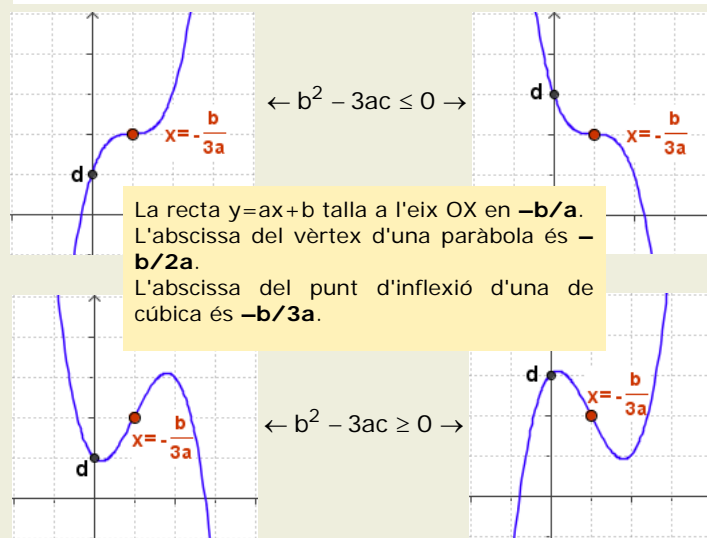 ← b² − 3ac ≤ 0 →
d
x=-b/3a
d
x=-b/3a
La recta y=ax+b talla a l'eix OX en −b/a.
L'abscissa del vèrtex d'una paràbola és −
b/2a.
L'abscissa del punt d'inflexió d'una de
cúbica és −b/3a.
d
x=-b/3a
← b² − 3ac ≥ 0 →
d
x=-b/3a